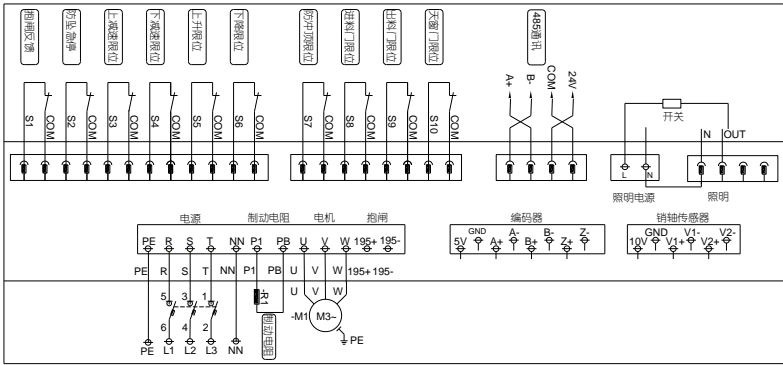 抱闸反馈
防坠急停
上减速限位
下减速限位
上升限位
下降限位
防冲顶限位
进料门限位
出料门限位
天窗门限位
485通讯
S1 COM S2 COM S3 COM S4 COM S5 COM S6 COM S7 COM S8 COM S9 COM S10 COM
A+ B- COM 24V
开关
N OUT
L N
照明电源 照明
电源 制动电阻 电机 抱闸 编码器 销轴传感器
PE R S T NN P1 PB U V W 195+ 195-
5V GND A+ A- B+ B- Z+ Z-
10V GND V1+ V1- V2+ V2-
PE R S T NN P1 PB U V W 195+ 195-
U V W
5 3 1
-R1
-M1 M3~
6 4 2
制动电阻
PE
PE L1 L2 L3 NN